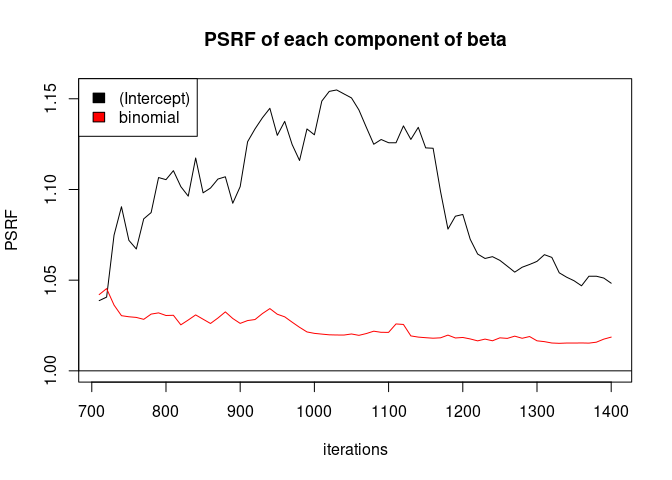 PSRF of each component of beta
(Intercept)
binomial
PSRF
1.15
1.10
1.05
1.00
700 800 900 1000 1100 1200 1300 1400
iterations